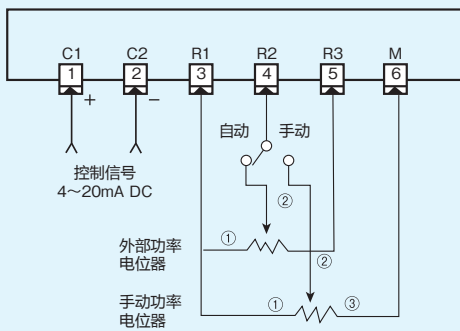 C1 C2 R1 R2 R3 M
1 2 3 4 5 6
+ −
自动 手动
控制信号
4～20mA DC
②
外部功率
电位器
① ②
手动功率
电位器
① ③